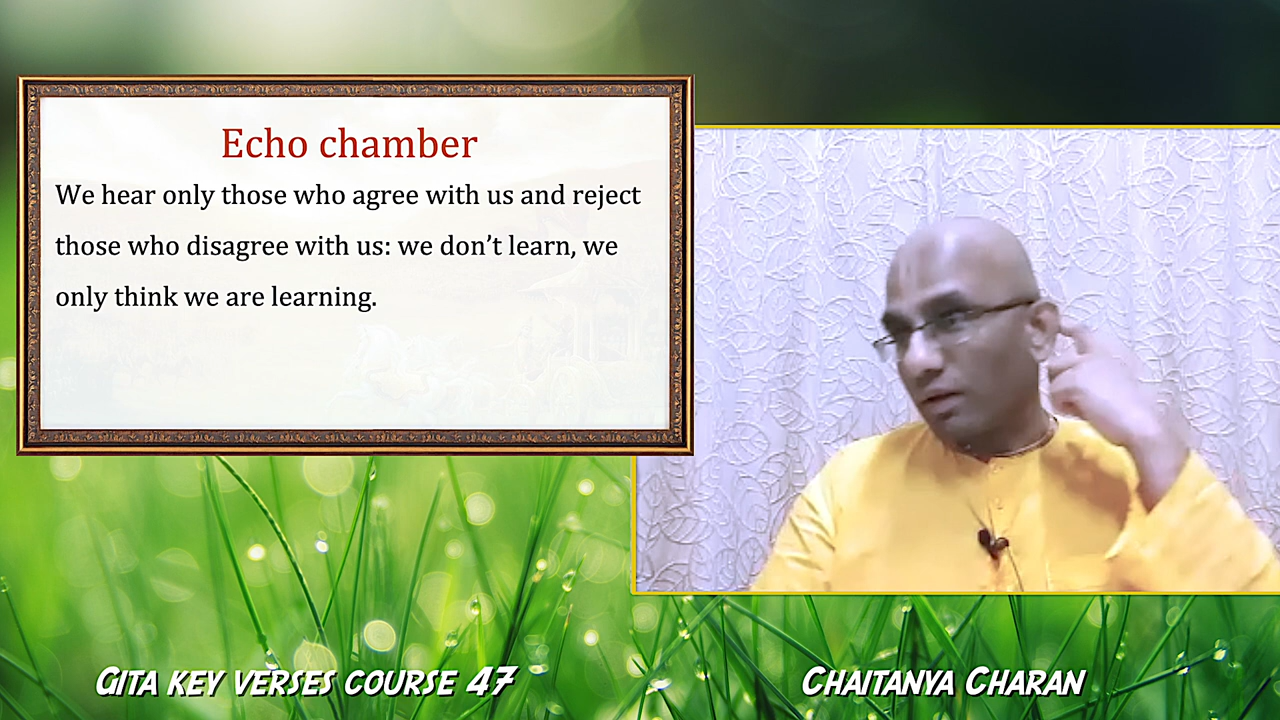 Echo chamber
We hear only those who agree with us and reject
those who disagree with us: we don’t learn, we
only think we are learning.
GITA KEY VERSES COURSE 47
CHAITANYA CHARAN